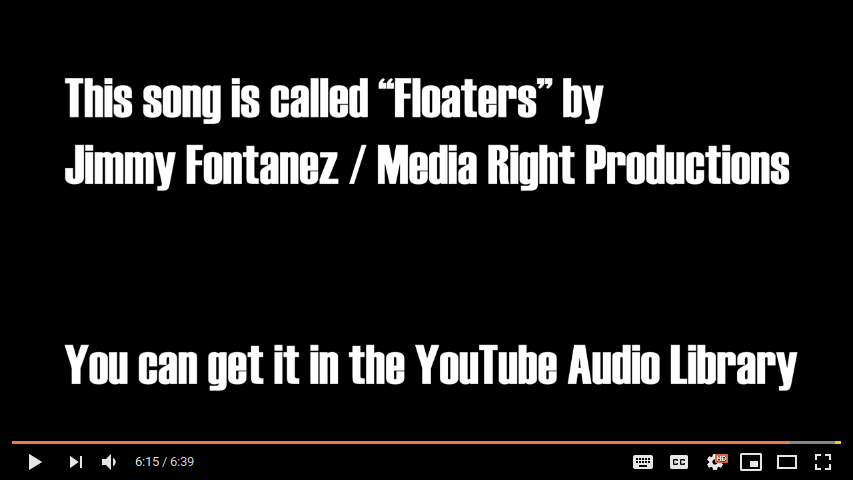 This song is called “Floaters” by
Jimmy Fontanez / Media Right Productions
You can get it in the YouTube Audio Library
6:15 / 6:39
CC
HD